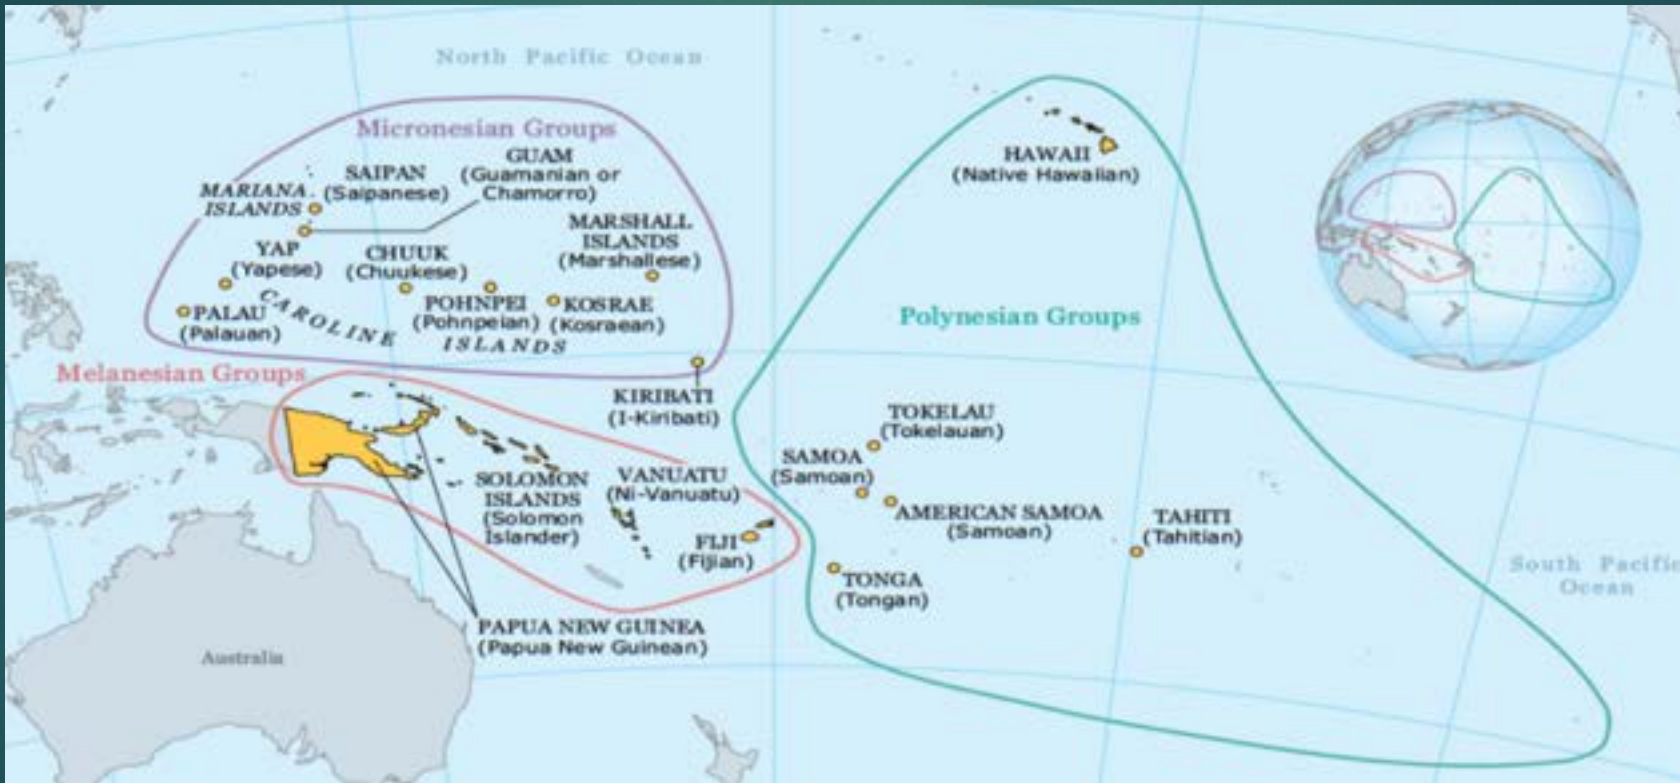 North Pacific Ocean
Micronesian Groups
GUAM
(Guamanian or
Chamorro)
SAIPAN
(Saipanese)
MARIANA
ISLANDS
MARSHALL
ISLANDS
(Marshallese)
YAP
(Yapese)
CHUUK
(Chuukese)
POHNPEI
(Pohnpeian)
KOSRAE
(Kosraean)
PALAU
(Palauan)
CAROLINE
ISLANDS
KIRIBATI
(I-Kiribati)
Melanesian Groups
SOLOMON
ISLANDS
(Solomon
Islander)
VANUATU
(Ni-Vanuatu)
FIJI
(Fijian)
PAPUA NEW GUINEA
(Papua New Guinean)
Australia
HAWAII
(Native Hawaiian)
Polynesian Groups
TOKELAU
(Tokelauan)
SAMOA
(Samoan)
AMERICAN SAMOA
(Samoan)
TAHITI
(Tahitian)
TONGA
(Tongan)
South Pacific
Ocean